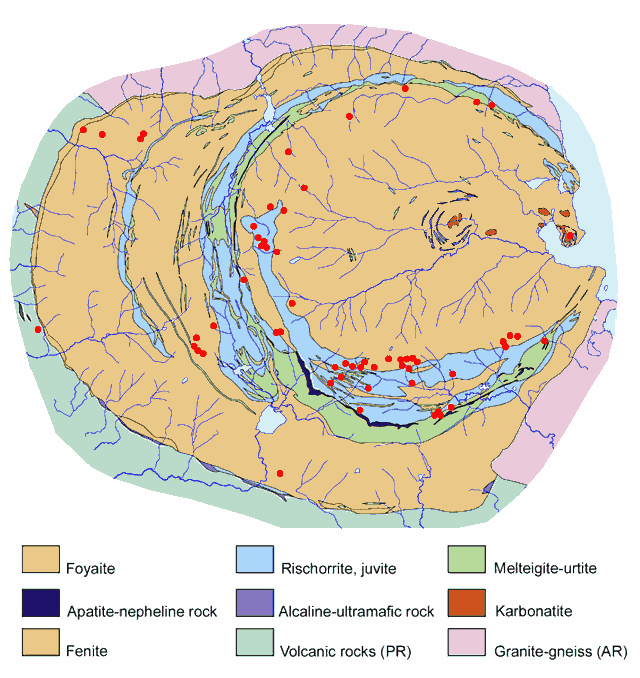 Foyaite Rischorrite, juvite Melteigite-urtite
Apatite-nepheline rock Alcaline-ultramafic rock Karbonatite
Fenite Volcanic rocks (PR) Granite-gneiss (AR)